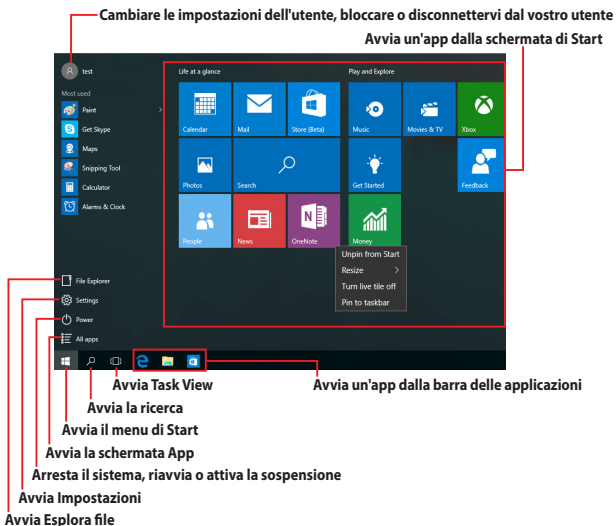 Cambiare le impostazioni dell'utente, bloccare o disconnettervi dal vostro utente
Avvia un'app dalla schermata di Start
test
Most used
Paint
Get Skype
Maps
Snipping Tool
Calculator
Alarms & Clock
File Explorer
Settings
Power
All apps
Life at a glance
Calendar
Mail
Store (Beta)
Photos
Search
People
News
OneNote
Play and Explore
Music
Movies & TV
Xbox
Get Started
Feedback
Money
Unpin from Start
Resize
Turn live tile off
Pin to taskbar
Avvia Task View
Avvia un'app dalla barra delle applicazioni
Avvia la ricerca
Avvia il menu di Start
Avvia la schermata App
Arresta il sistema, riavvia o attiva la sospensione
Avvia Impostazioni
Avvia Esplora file